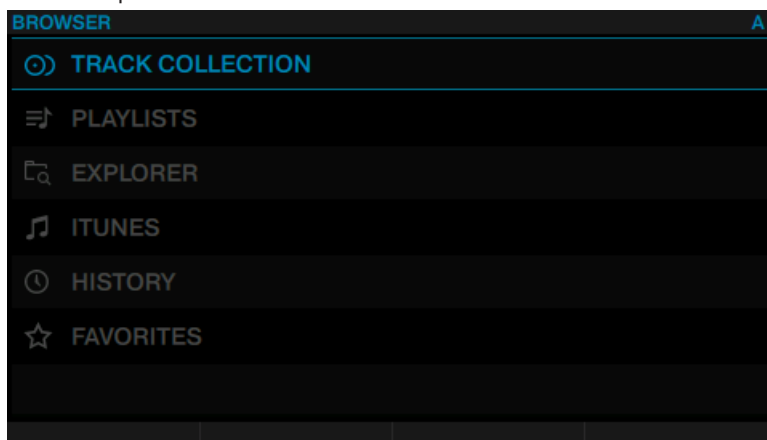 BROWSER A
TRACK COLLECTION
PLAYLISTS
EXPLORER
ITUNES
HISTORY
FAVORITES